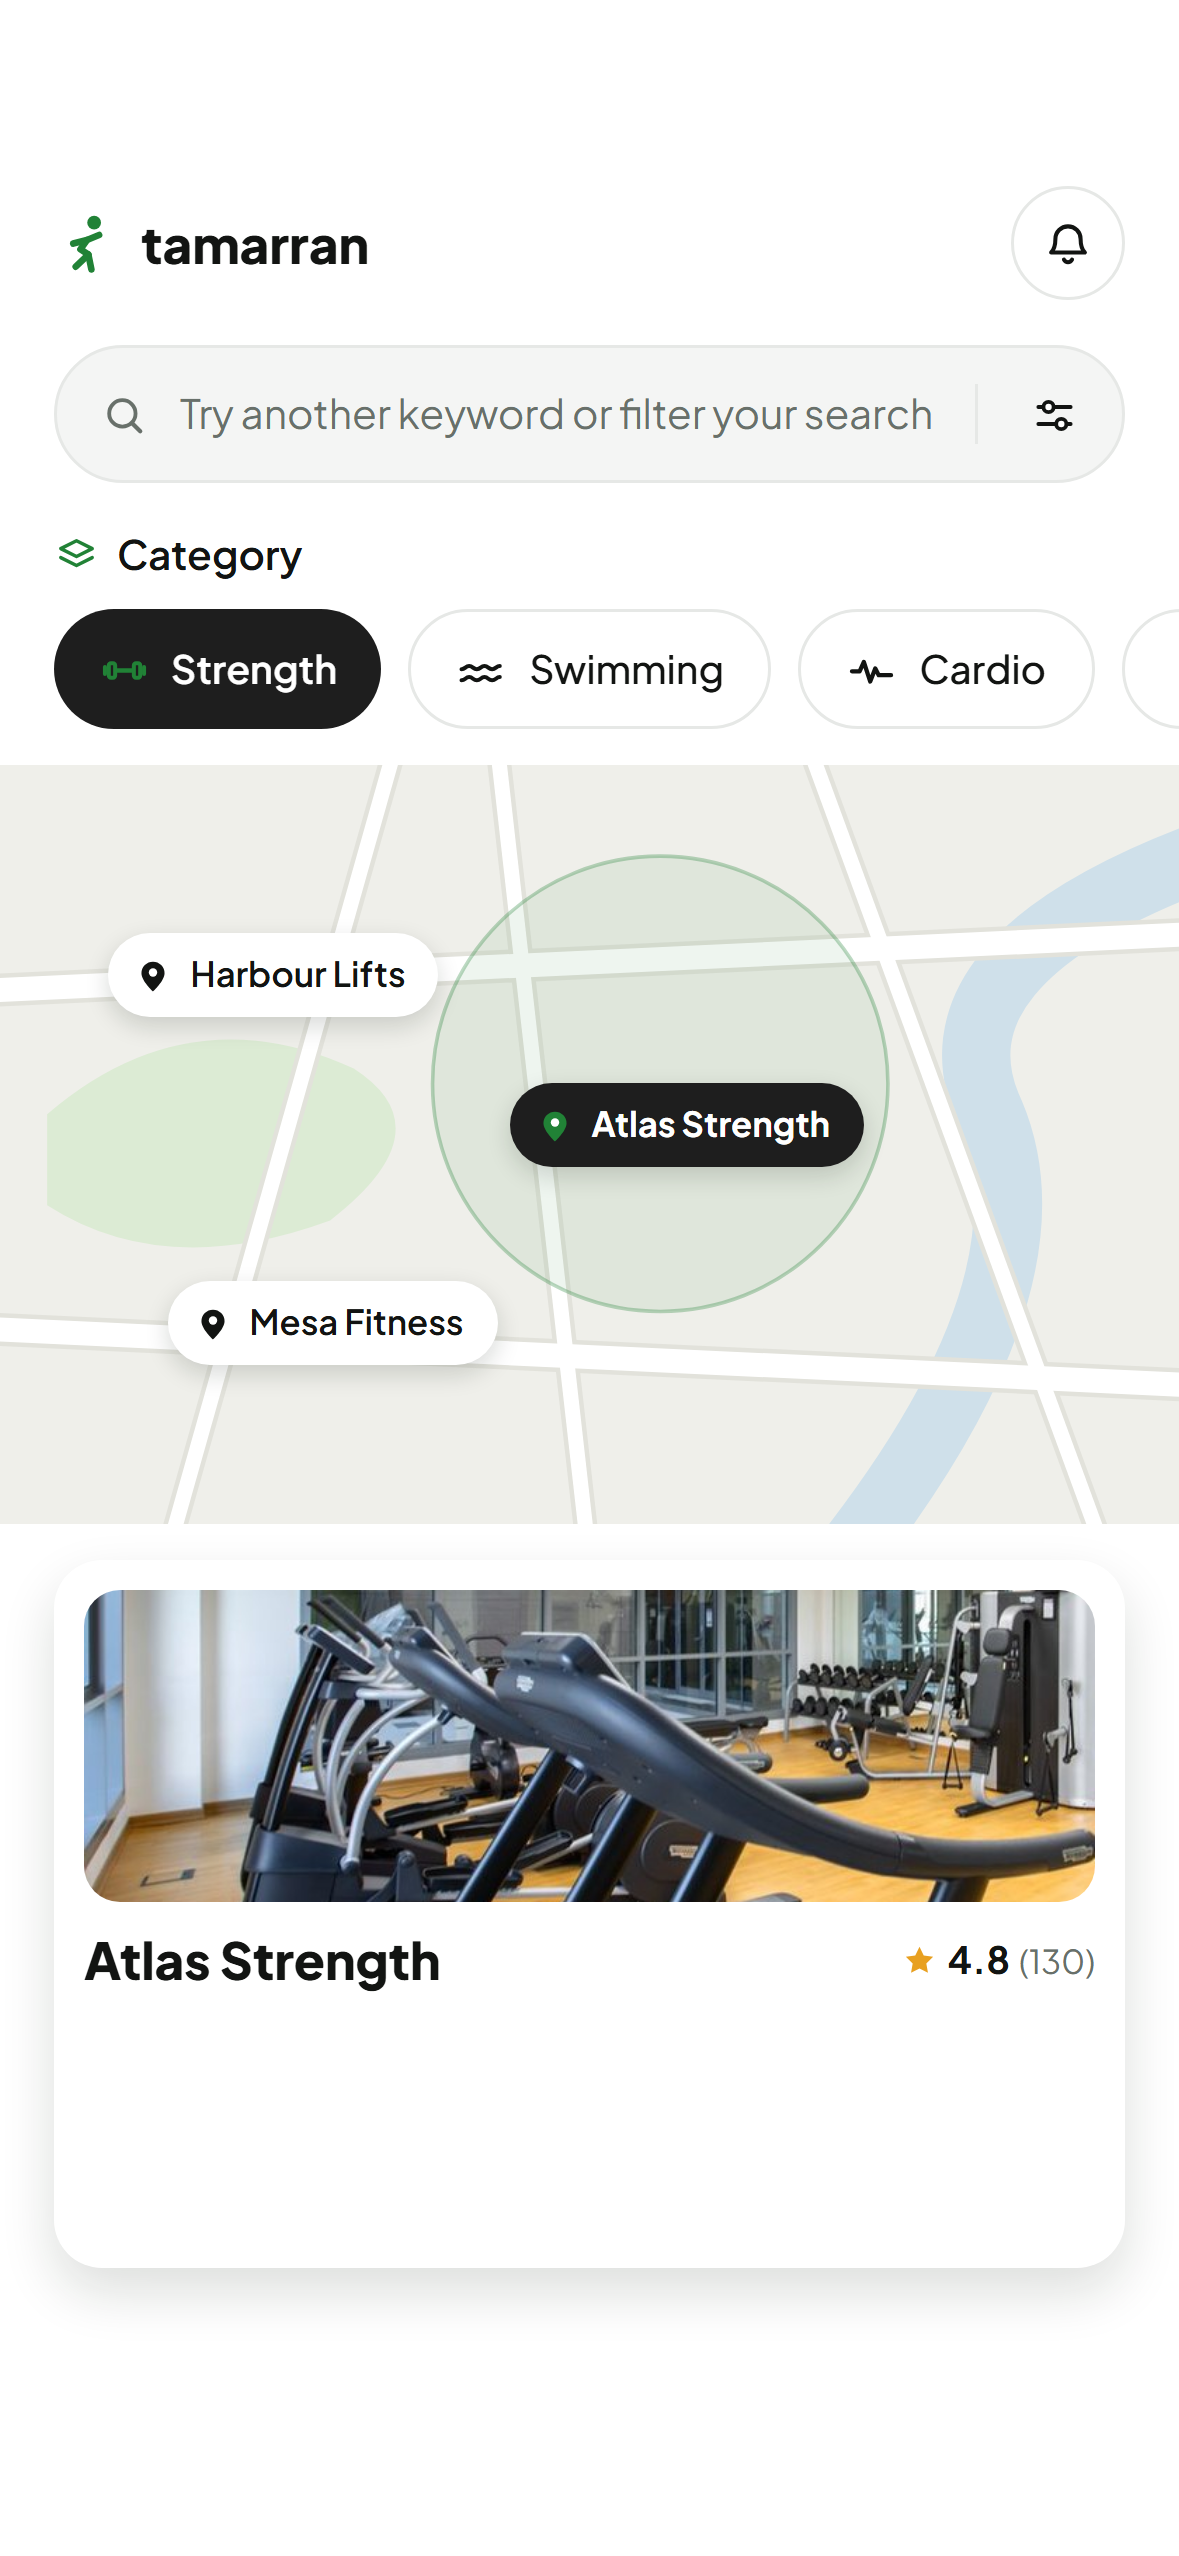 tamarran
Try another keyword or filter your search
Category
Strength
Swimming
Cardio
Harbour Lifts
Atlas Strength
Mesa Fitness
Atlas Strength
4.8 (130)